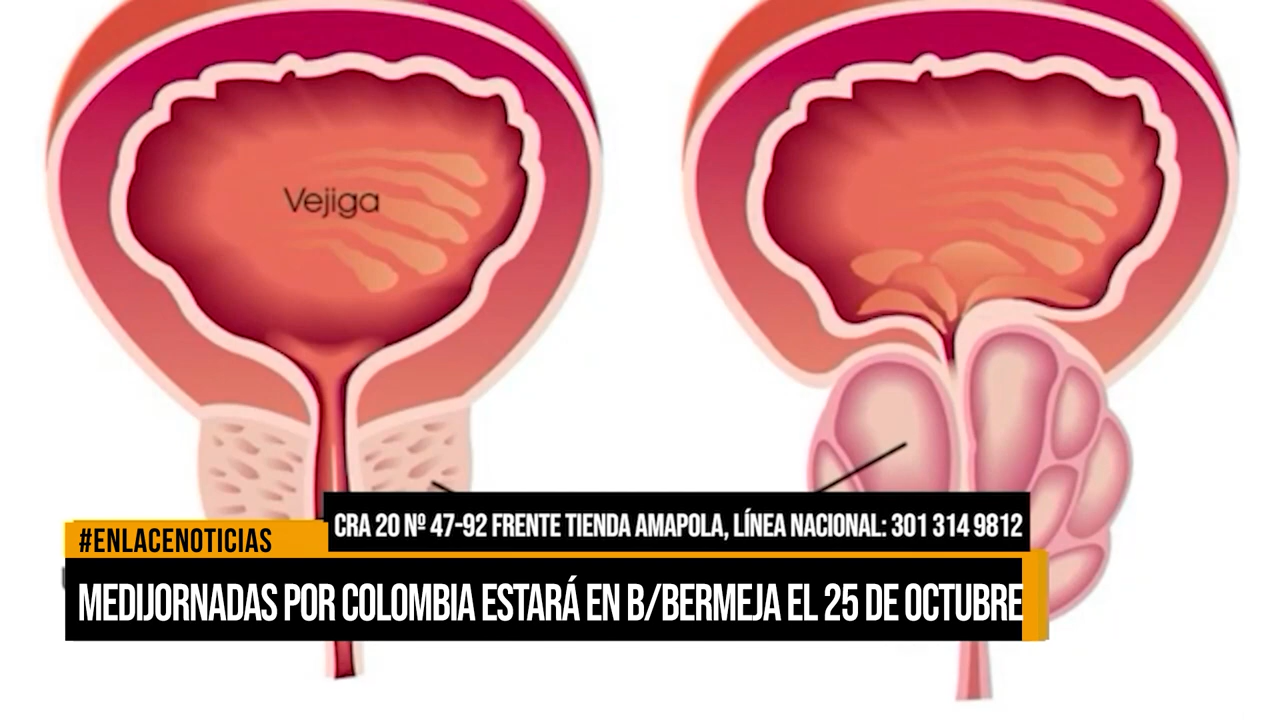 Vejiga
CRA 20 Nº 47-92 FRENTE TIENDA AMAPOLA, LÍNEA NACIONAL: 301 314 9812
#ENLACENOTICIAS
MEDIJORNADAS POR COLOMBIA ESTARÁ EN B/BERMEJA EL 25 DE OCTUBRE